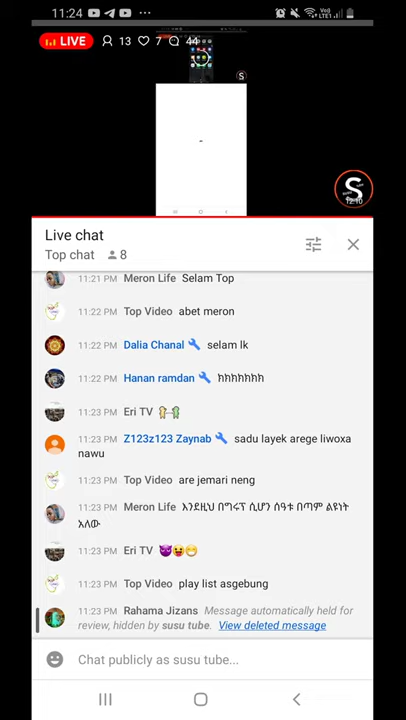 11:24
LIVE 13 7 44
S
12:10
Live chat
Top chat 8
11:21 PM Meron Life Selam Top
11:22 PM Top Video abet meron
11:22 PM Dalia Chanal selam lk
11:22 PM Hanan ramdan ክክክክክክክ
11:23 PM Eri TV
11:23 PM Z123z123 Zaynab sadu layek arege liwoxa
nawu
11:23 PM Top Video are jemari neng
11:23 PM Meron Life እንደዚህ በግሩፕ ሲሆን ሰዓቱ በጣም ልዩነት
አለው
11:23 PM Eri TV
11:23 PM Top Video play list asgebung
11:23 PM Rahama Jizans Message automatically held for
review, hidden by susu tube. View deleted message
Chat publicly as susu tube...